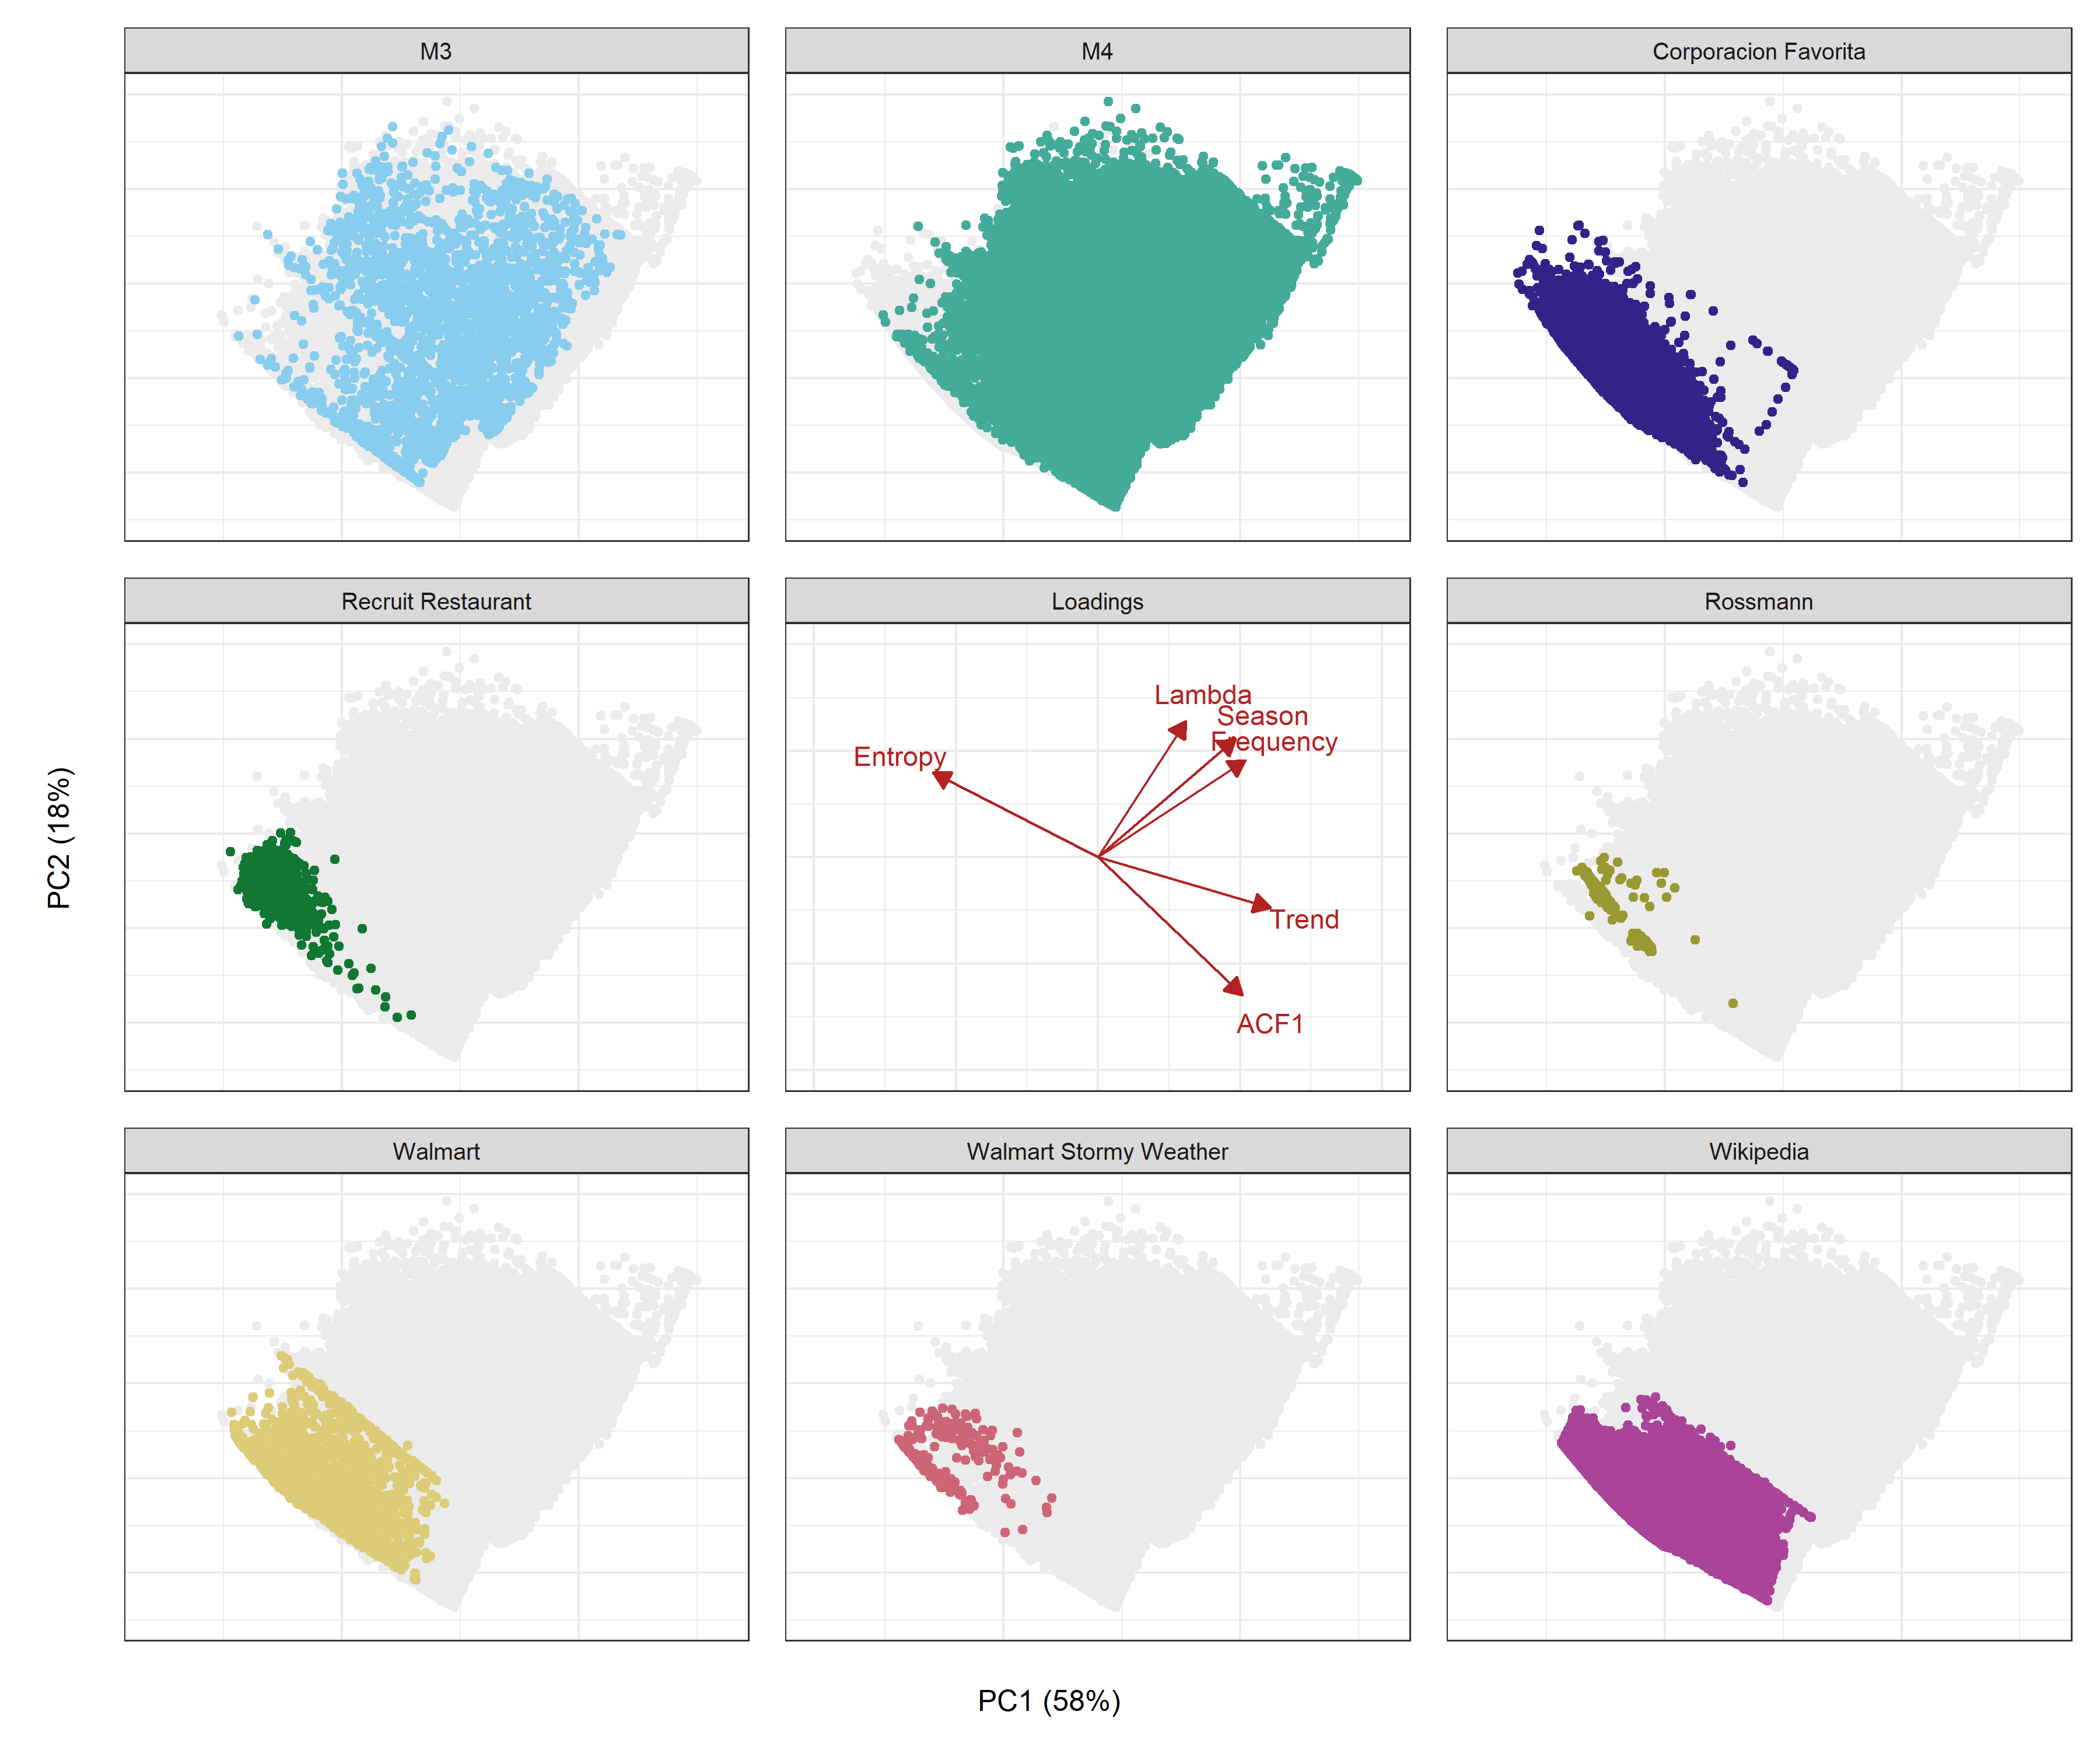 M3
M4
Corporacion Favorita
Recruit Restaurant
Loadings
Rossmann
Lambda
Season
Frequency
Entropy
Trend
ACF1
PC2 (18%)
Walmart
Walmart Stormy Weather
Wikipedia
PC1 (58%)